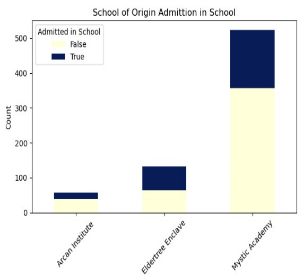 School of Origin Admittion in School
Admitted in School
False
True
Count
500
400
300
200
100
0
Arcan Institute
Eldertree Enclave
Mystic Academy